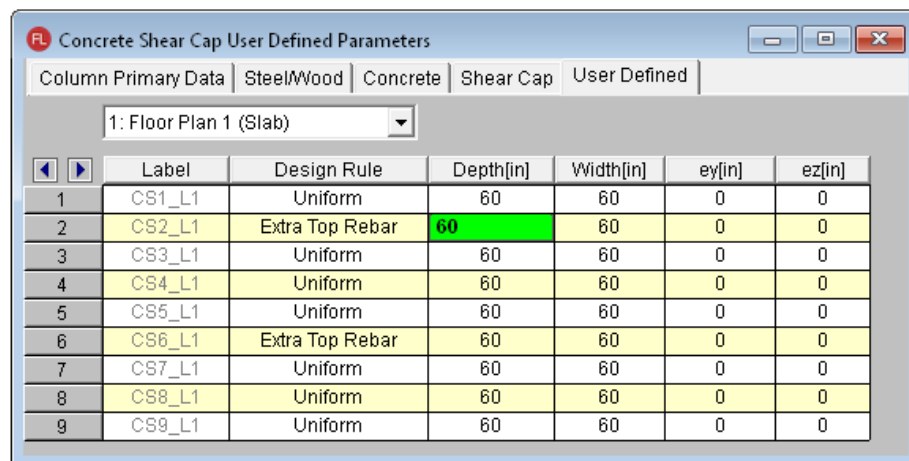 FL Concrete Shear Cap User Defined Parameters
Column Primary Data Steel/Wood Concrete Shear Cap User Defined
1: Floor Plan 1 (Slab)
Label Design Rule Depth[in] Width[in] ey[in] ez[in]
1 CS1_L1 Uniform 60 60 0 0
2 CS2_L1 Extra Top Rebar 60 60 0 0
3 CS3_L1 Uniform 60 60 0 0
4 CS4_L1 Uniform 60 60 0 0
5 CS5_L1 Uniform 60 60 0 0
6 CS6_L1 Extra Top Rebar 60 60 0 0
7 CS7_L1 Uniform 60 60 0 0
8 CS8_L1 Uniform 60 60 0 0
9 CS9_L1 Uniform 60 60 0 0